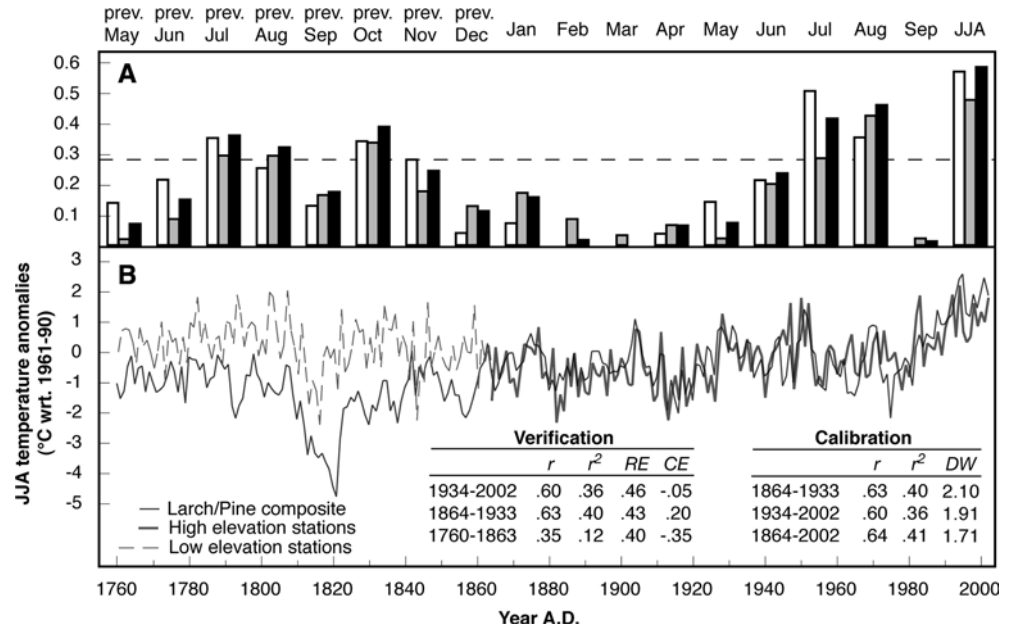 prev. prev. prev. prev. prev. prev. prev. prev.
May Jun Jul Aug Sep Oct Nov Dec Jan Feb Mar Apr May Jun Jul Aug Sep JJA
A
0.6
0.5
0.4
0.3
0.2
0.1
B
3
2
1
0
-1
-2
-3
-4
-5
JJA temperature anomalies
(°C wrt. 1961-90)
Larch/Pine composite
High elevation stations
Low elevation stations
Verification
r r² RE CE
1934-2002 .60 .36 .46 -.05
1864-1933 .63 .40 .43 .20
1760-1863 .35 .12 .40 -.35
Calibration
r r² DW
1864-1933 .63 .40 2.10
1934-2002 .60 .36 1.91
1864-2002 .64 .41 1.71
1760 1780 1800 1820 1840 1860 1880 1900 1920 1940 1960 1980 2000
Year A.D.